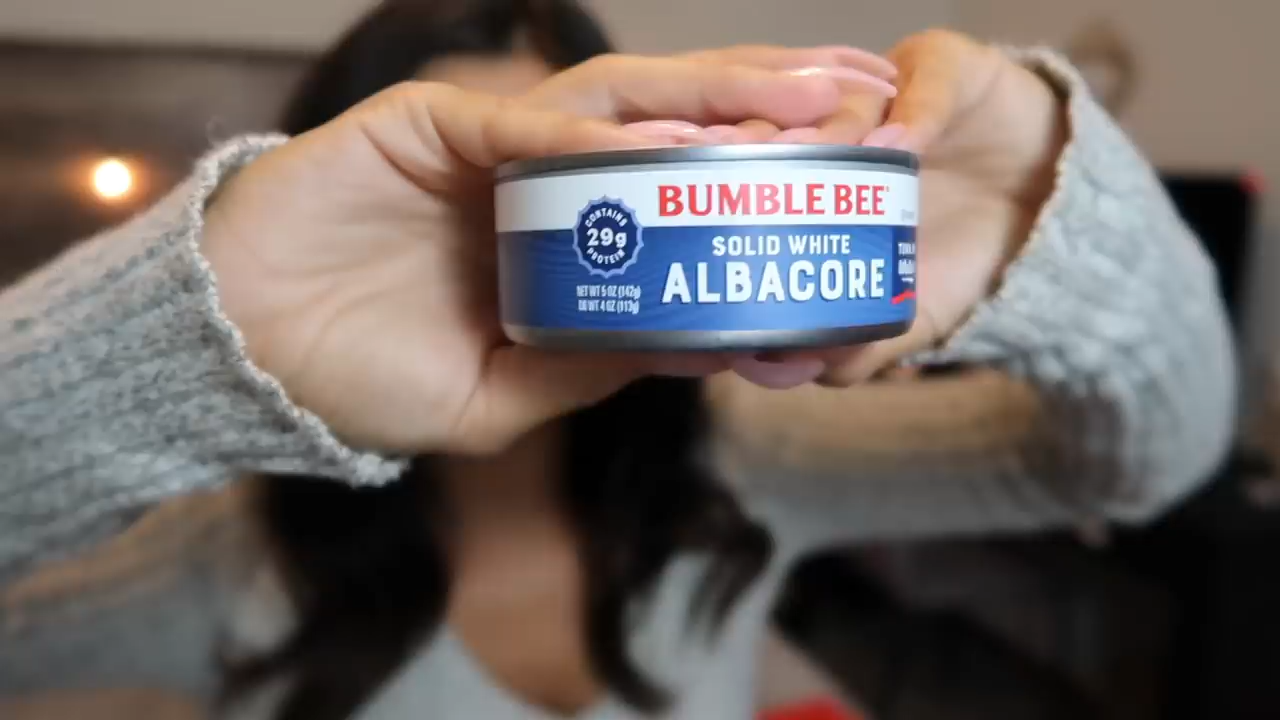 BUMBLE BEE
CONTAINS
29g
PROTEIN
SOLID WHITE
ALBACORE
NET WT 5 OZ (142g)
DR WT 4 OZ (113g)